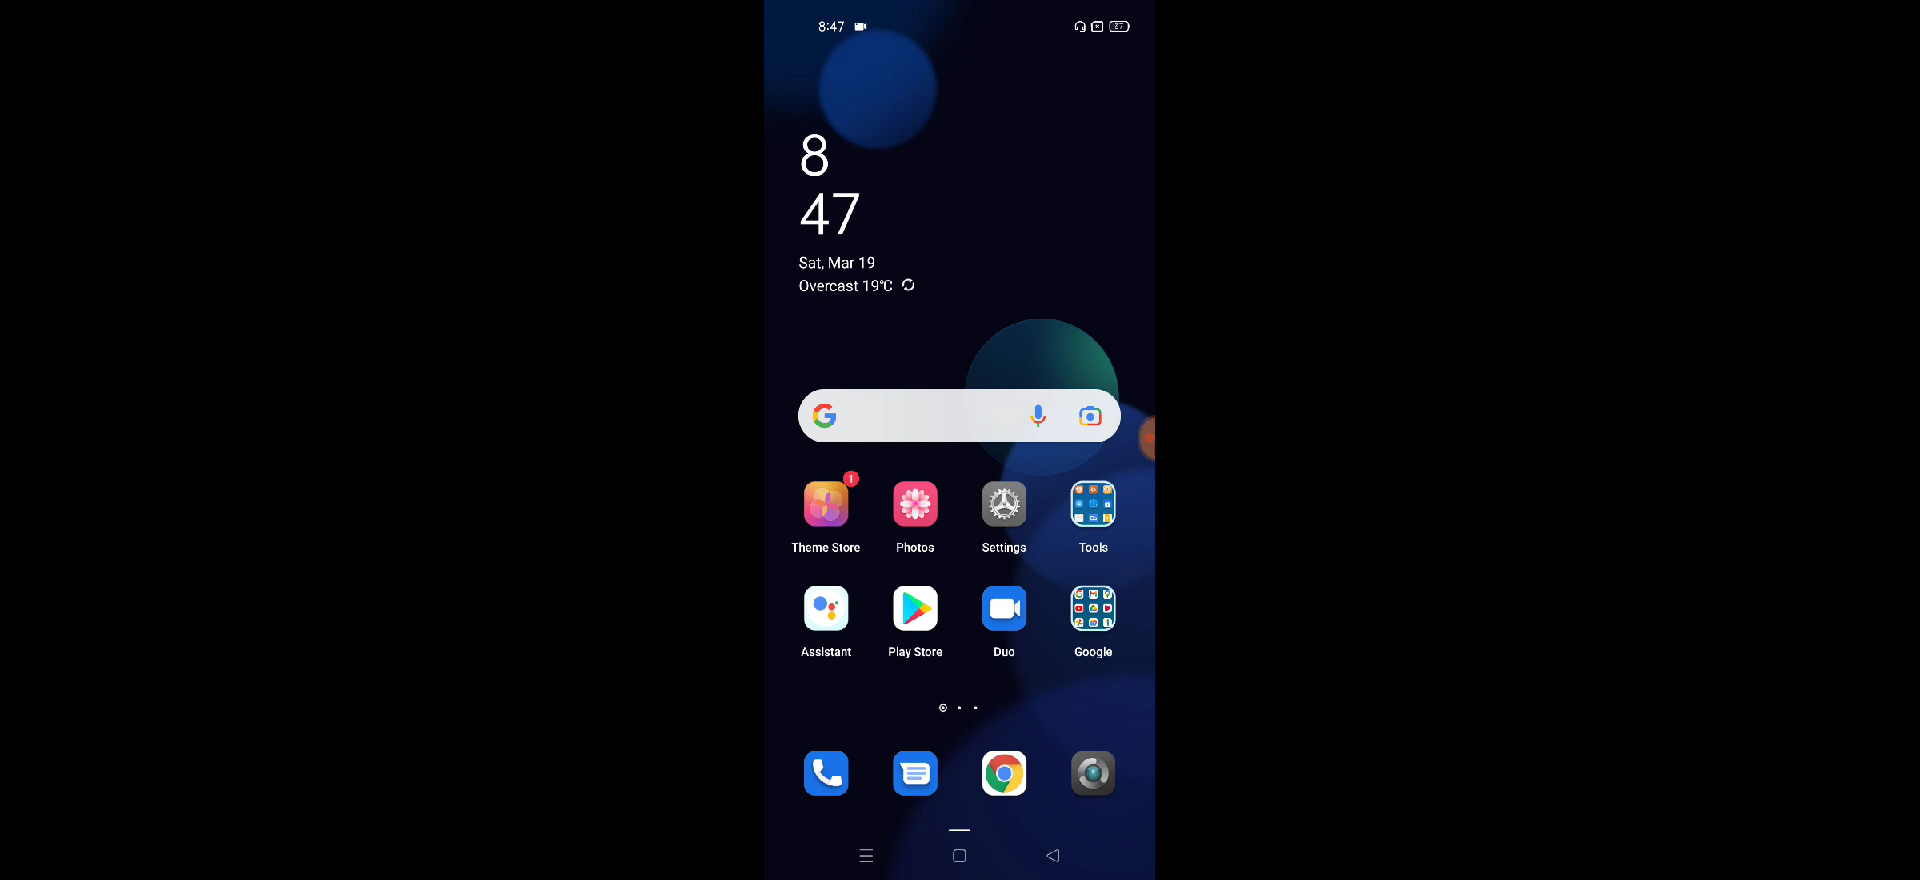 8:47
8
47
Sat, Mar 19
Overcast 19°C
1
Theme Store
Photos
Settings
Tools
Assistant
Play Store
Duo
Google